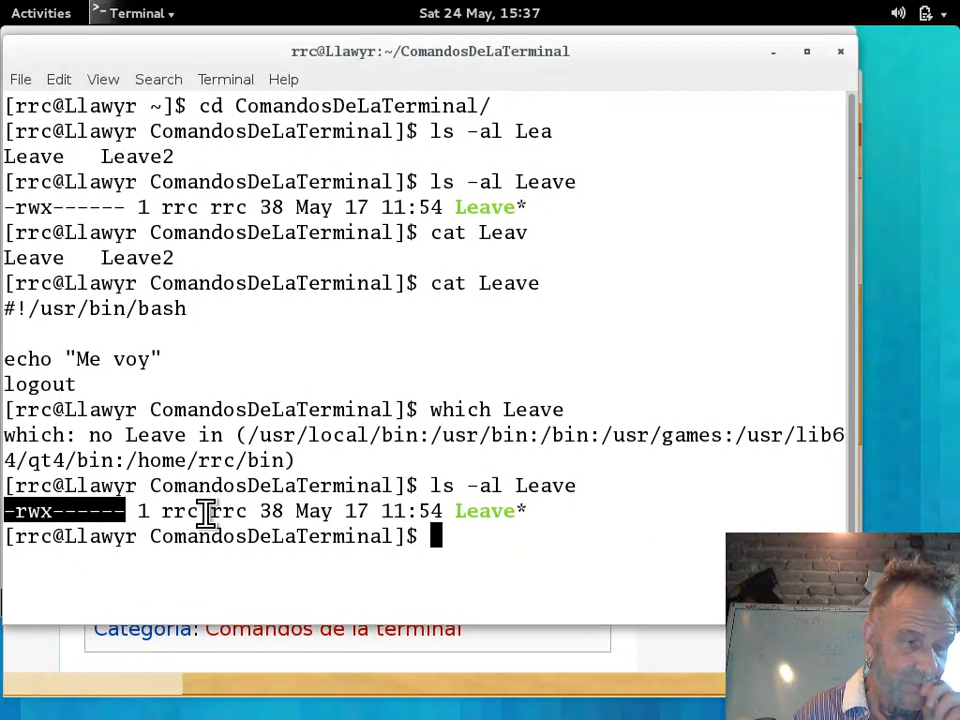 Activities
Terminal
Sat 24 May, 15:37
rrc@Llawyr:~/ComandosDeLaTerminal
File Edit View Search Terminal Help
[rrc@Llawyr ~]$ cd ComandosDeLaTerminal/
[rrc@Llawyr ComandosDeLaTerminal]$ ls -al Lea
Leave Leave2
[rrc@Llawyr ComandosDeLaTerminal]$ ls -al Leave
-rwx------ 1 rrc rrc 38 May 17 11:54 Leave*
[rrc@Llawyr ComandosDeLaTerminal]$ cat Leav
Leave Leave2
[rrc@Llawyr ComandosDeLaTerminal]$ cat Leave
#!/usr/bin/bash
echo "Me voy"
logout
[rrc@Llawyr ComandosDeLaTerminal]$ which Leave
which: no Leave in (/usr/local/bin:/usr/bin:/bin:/usr/games:/usr/lib6
4/qt4/bin:/home/rrc/bin)
[rrc@Llawyr ComandosDeLaTerminal]$ ls -al Leave
-rwx------ 1 rrc rrc 38 May 17 11:54 Leave*
[rrc@Llawyr ComandosDeLaTerminal]$
Categoría: Comandos de la terminal